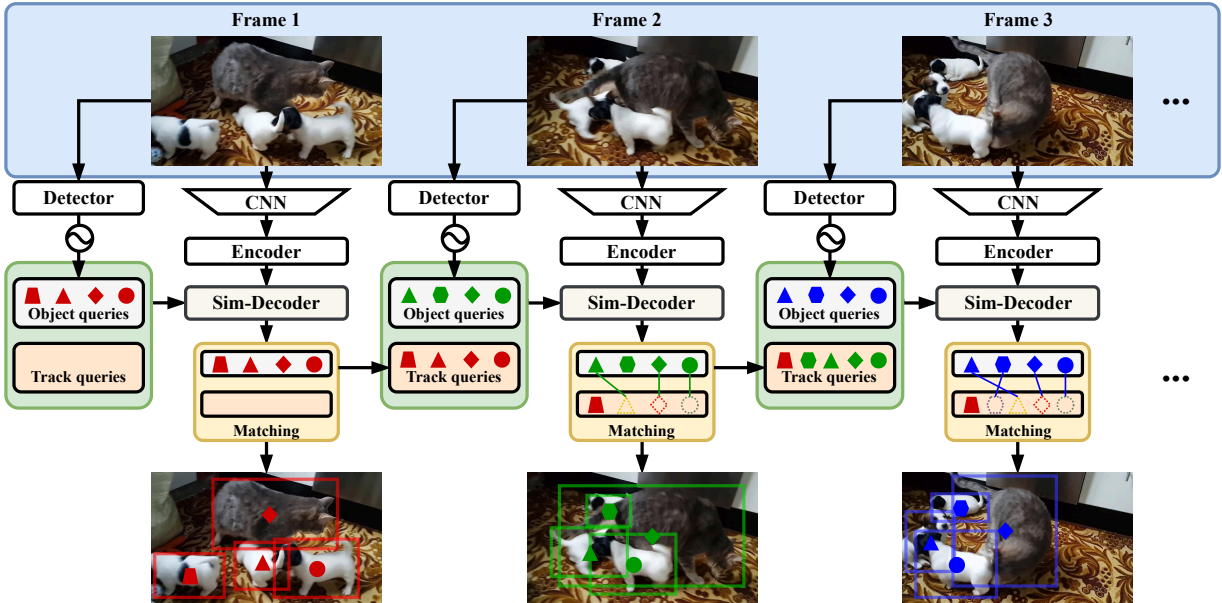 Frame 1
Frame 2
Frame 3
...
Detector
CNN
Detector
CNN
Detector
CNN
Encoder
Encoder
Encoder
Object queries
Sim-Decoder
Object queries
Sim-Decoder
Object queries
Sim-Decoder
Track queries
Track queries
Track queries
...
Matching
Matching
Matching